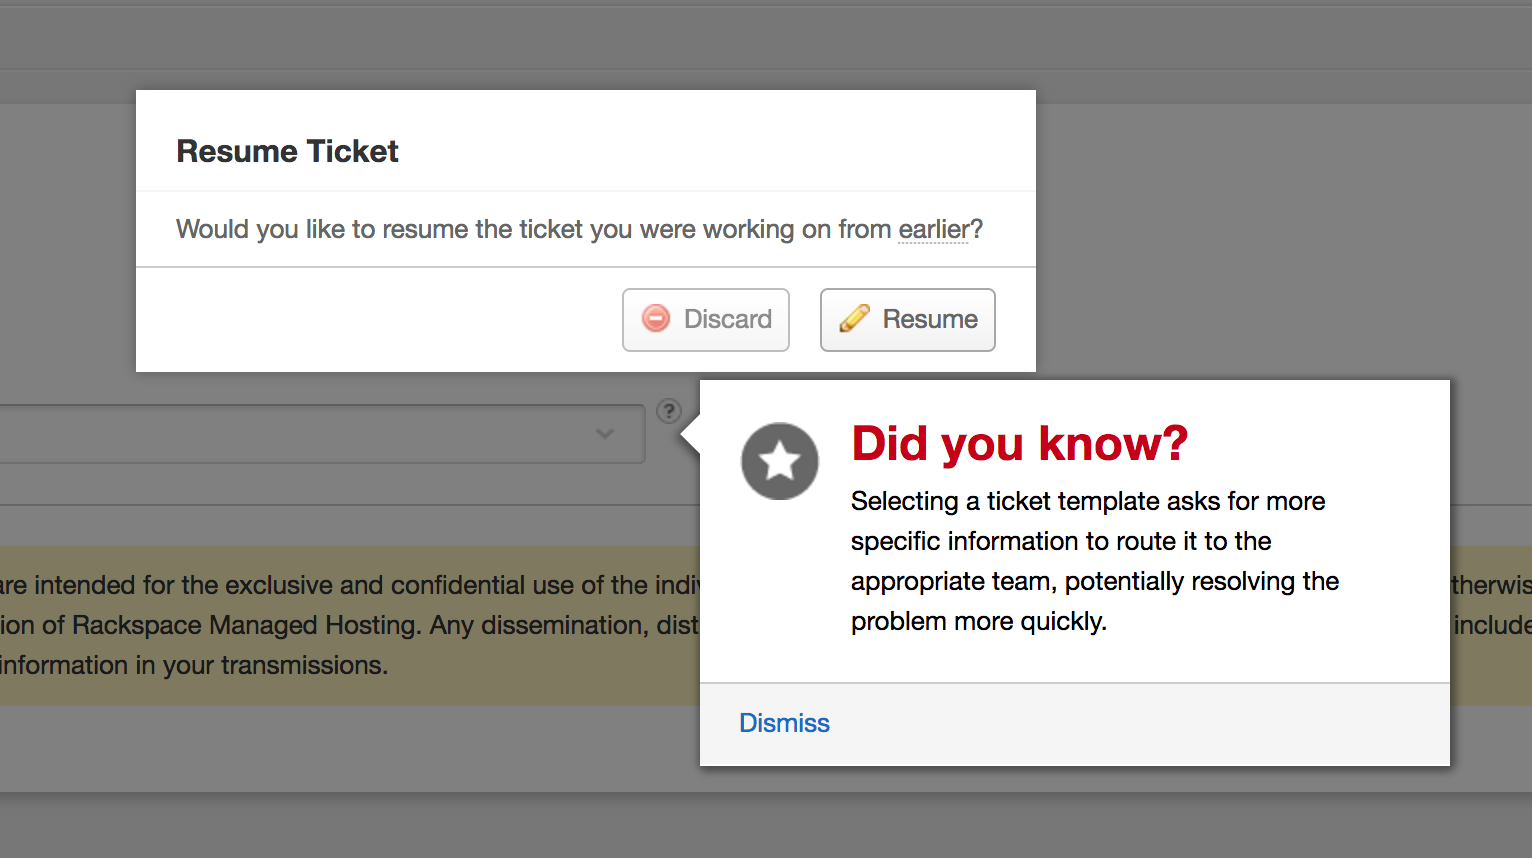 Resume Ticket
Would you like to resume the ticket you were working on from earlier?
Discard
Resume
?
Did you know?
Selecting a ticket template asks for more
specific information to route it to the
appropriate team, potentially resolving the
problem more quickly.
Dismiss
are intended for the exclusive and confidential use of the
ion of Rackspace Managed Hosting. Any dissemination,
include
information in your transmissions.